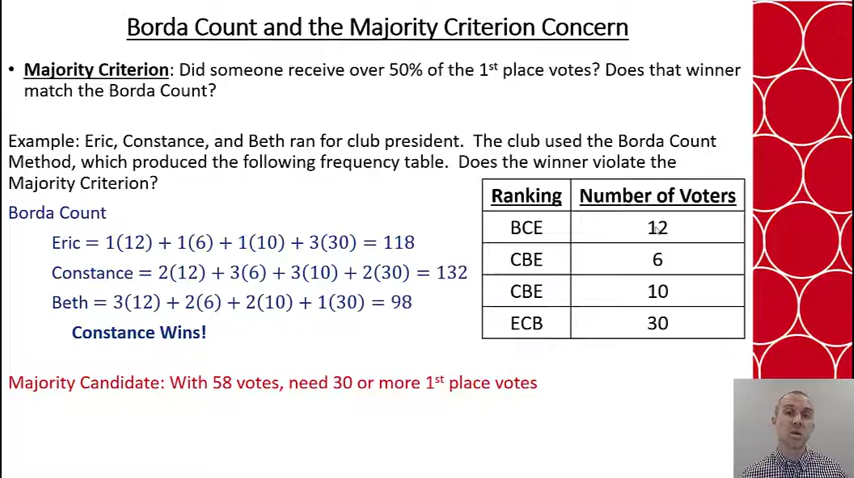 Borda Count and the Majority Criterion Concern
• Majority Criterion: Did someone receive over 50% of the 1st place votes? Does that winner
match the Borda Count?
Example: Eric, Constance, and Beth ran for club president. The club used the Borda Count
Method, which produced the following frequency table. Does the winner violate the
Majority Criterion?
Ranking Number of Voters
BCE 12
CBE 6
CBE 10
ECB 30
Borda Count
Eric = 1(12) + 1(6) + 1(10) + 3(30) = 118
Constance = 2(12) + 3(6) + 3(10) + 2(30) = 132
Beth = 3(12) + 2(6) + 2(10) + 1(30) = 98
Constance Wins!
Majority Candidate: With 58 votes, need 30 or more 1st place votes